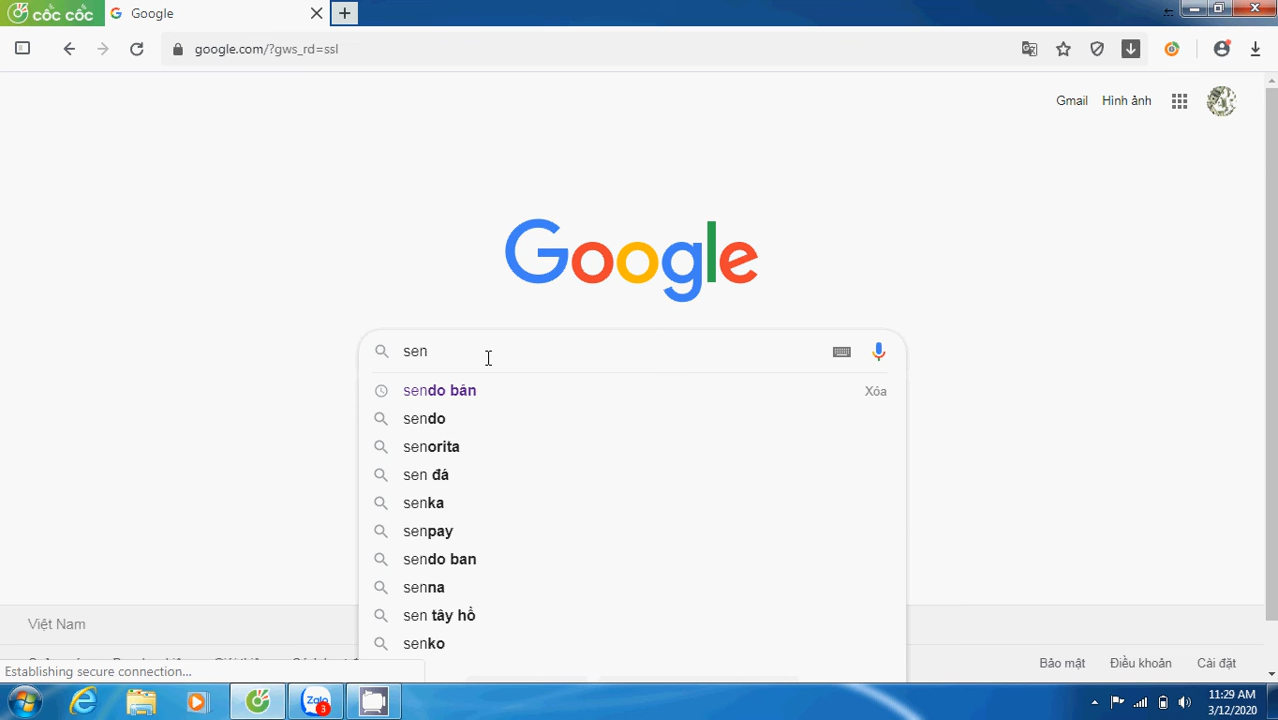 cốc cốc
Google
google.com/?gws_rd=ssl
Gmail Hình ảnh
Google
sen
sendo bán Xóa
sendo
senorita
sen đá
senka
senpay
sendo ban
senna
sen tây hồ
senko
Việt Nam
Bảo mật Điều khoản Cài đặt
Establishing secure connection...
Zalo
3
11:29 AM
3/12/2020